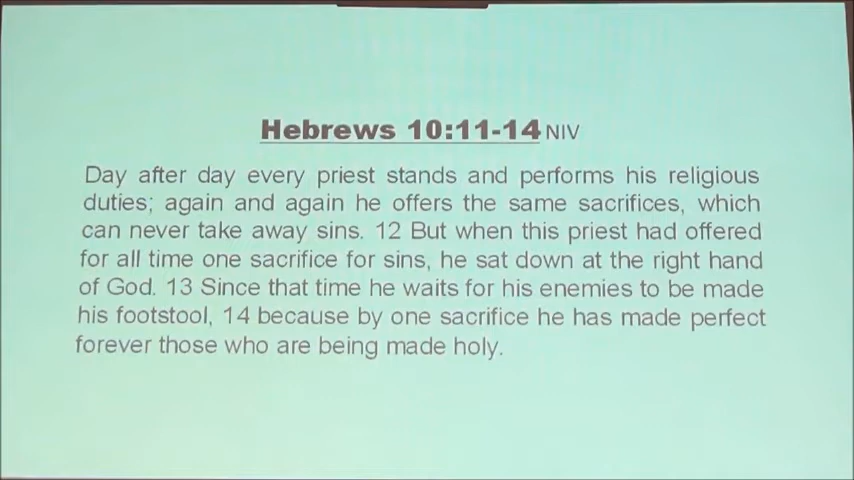 Hebrews 10:11-14 NIV
Day after day every priest stands and performs his religious
duties; again and again he offers the same sacrifices, which
can never take away sins. 12 But when this priest had offered
for all time one sacrifice for sins, he sat down at the right hand
of God. 13 Since that time he waits for his enemies to be made
his footstool, 14 because by one sacrifice he has made perfect
forever those who are being made holy.